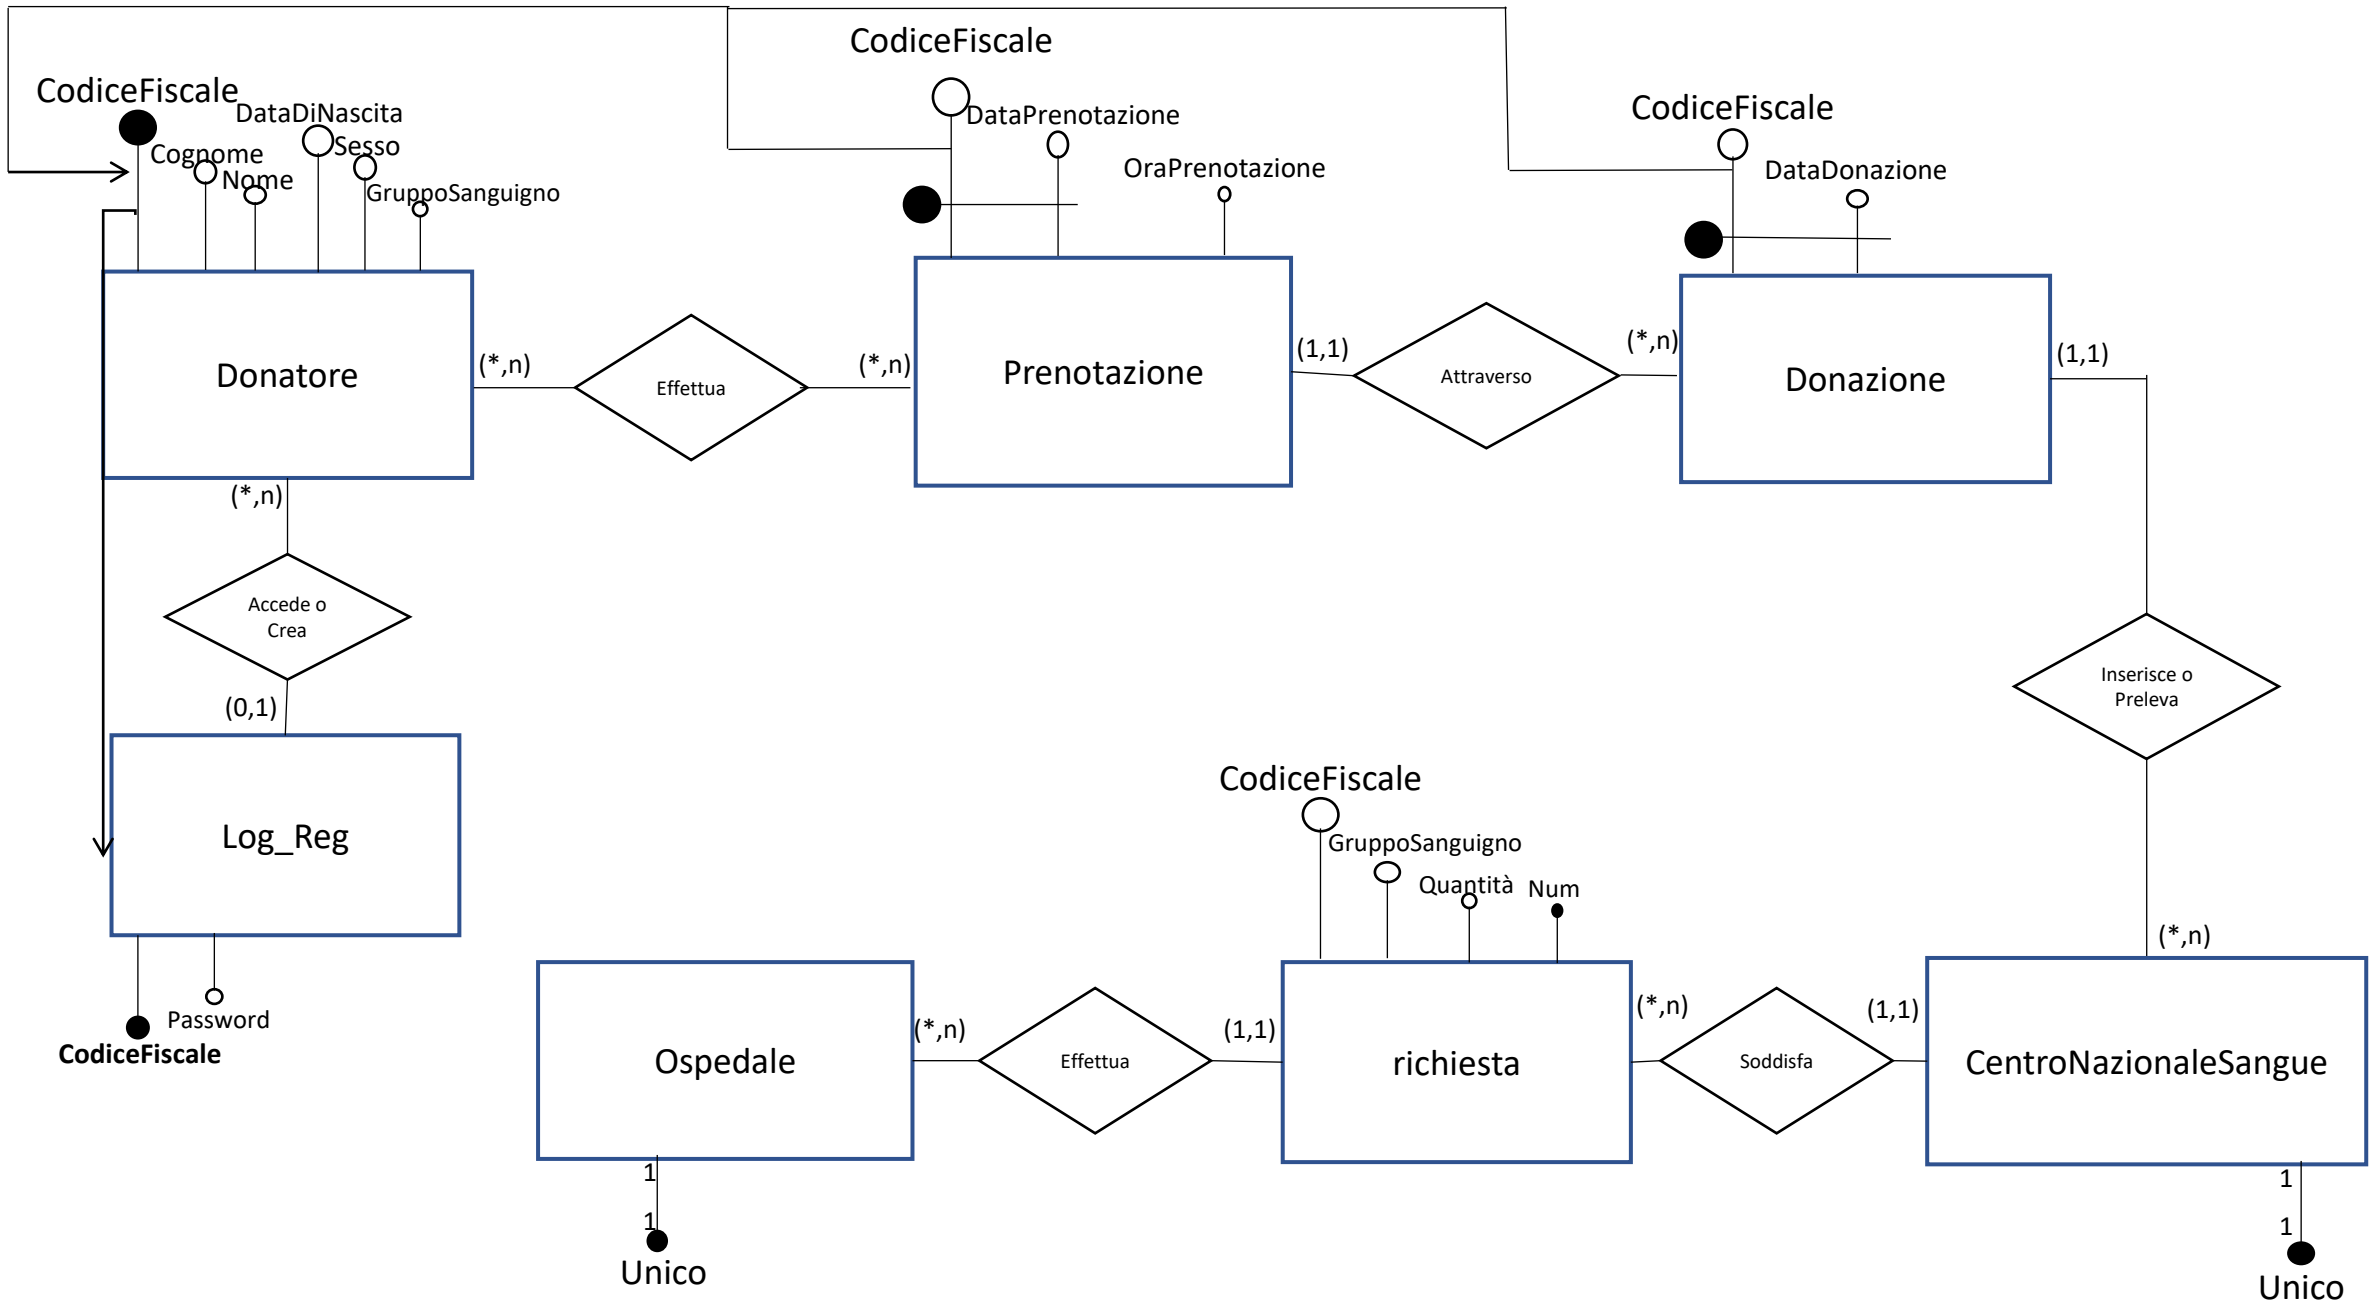 CodiceFiscale
CodiceFiscale
DataDiNascita
Cognome
Sesso
Nome
GruppoSanguigno
DataPrenotazione
OraPrenotazione
CodiceFiscale
DataDonazione
Donatore
(*,n)
Effettua
(*,n)
Prenotazione
(1,1)
Attraverso
(*,n)
Donazione
(1,1)
(*,n)
Accede o
Crea
(0,1)
Inserisce o
Preleva
Log_Reg
Password
CodiceFiscale
CodiceFiscale
GruppoSanguigno
Quantità
Num
(*,n)
Ospedale
(*,n)
Effettua
(1,1)
richiesta
(*,n)
Soddisfa
(1,1)
CentroNazionaleSangue
1
1
Unico
1
1
Unico